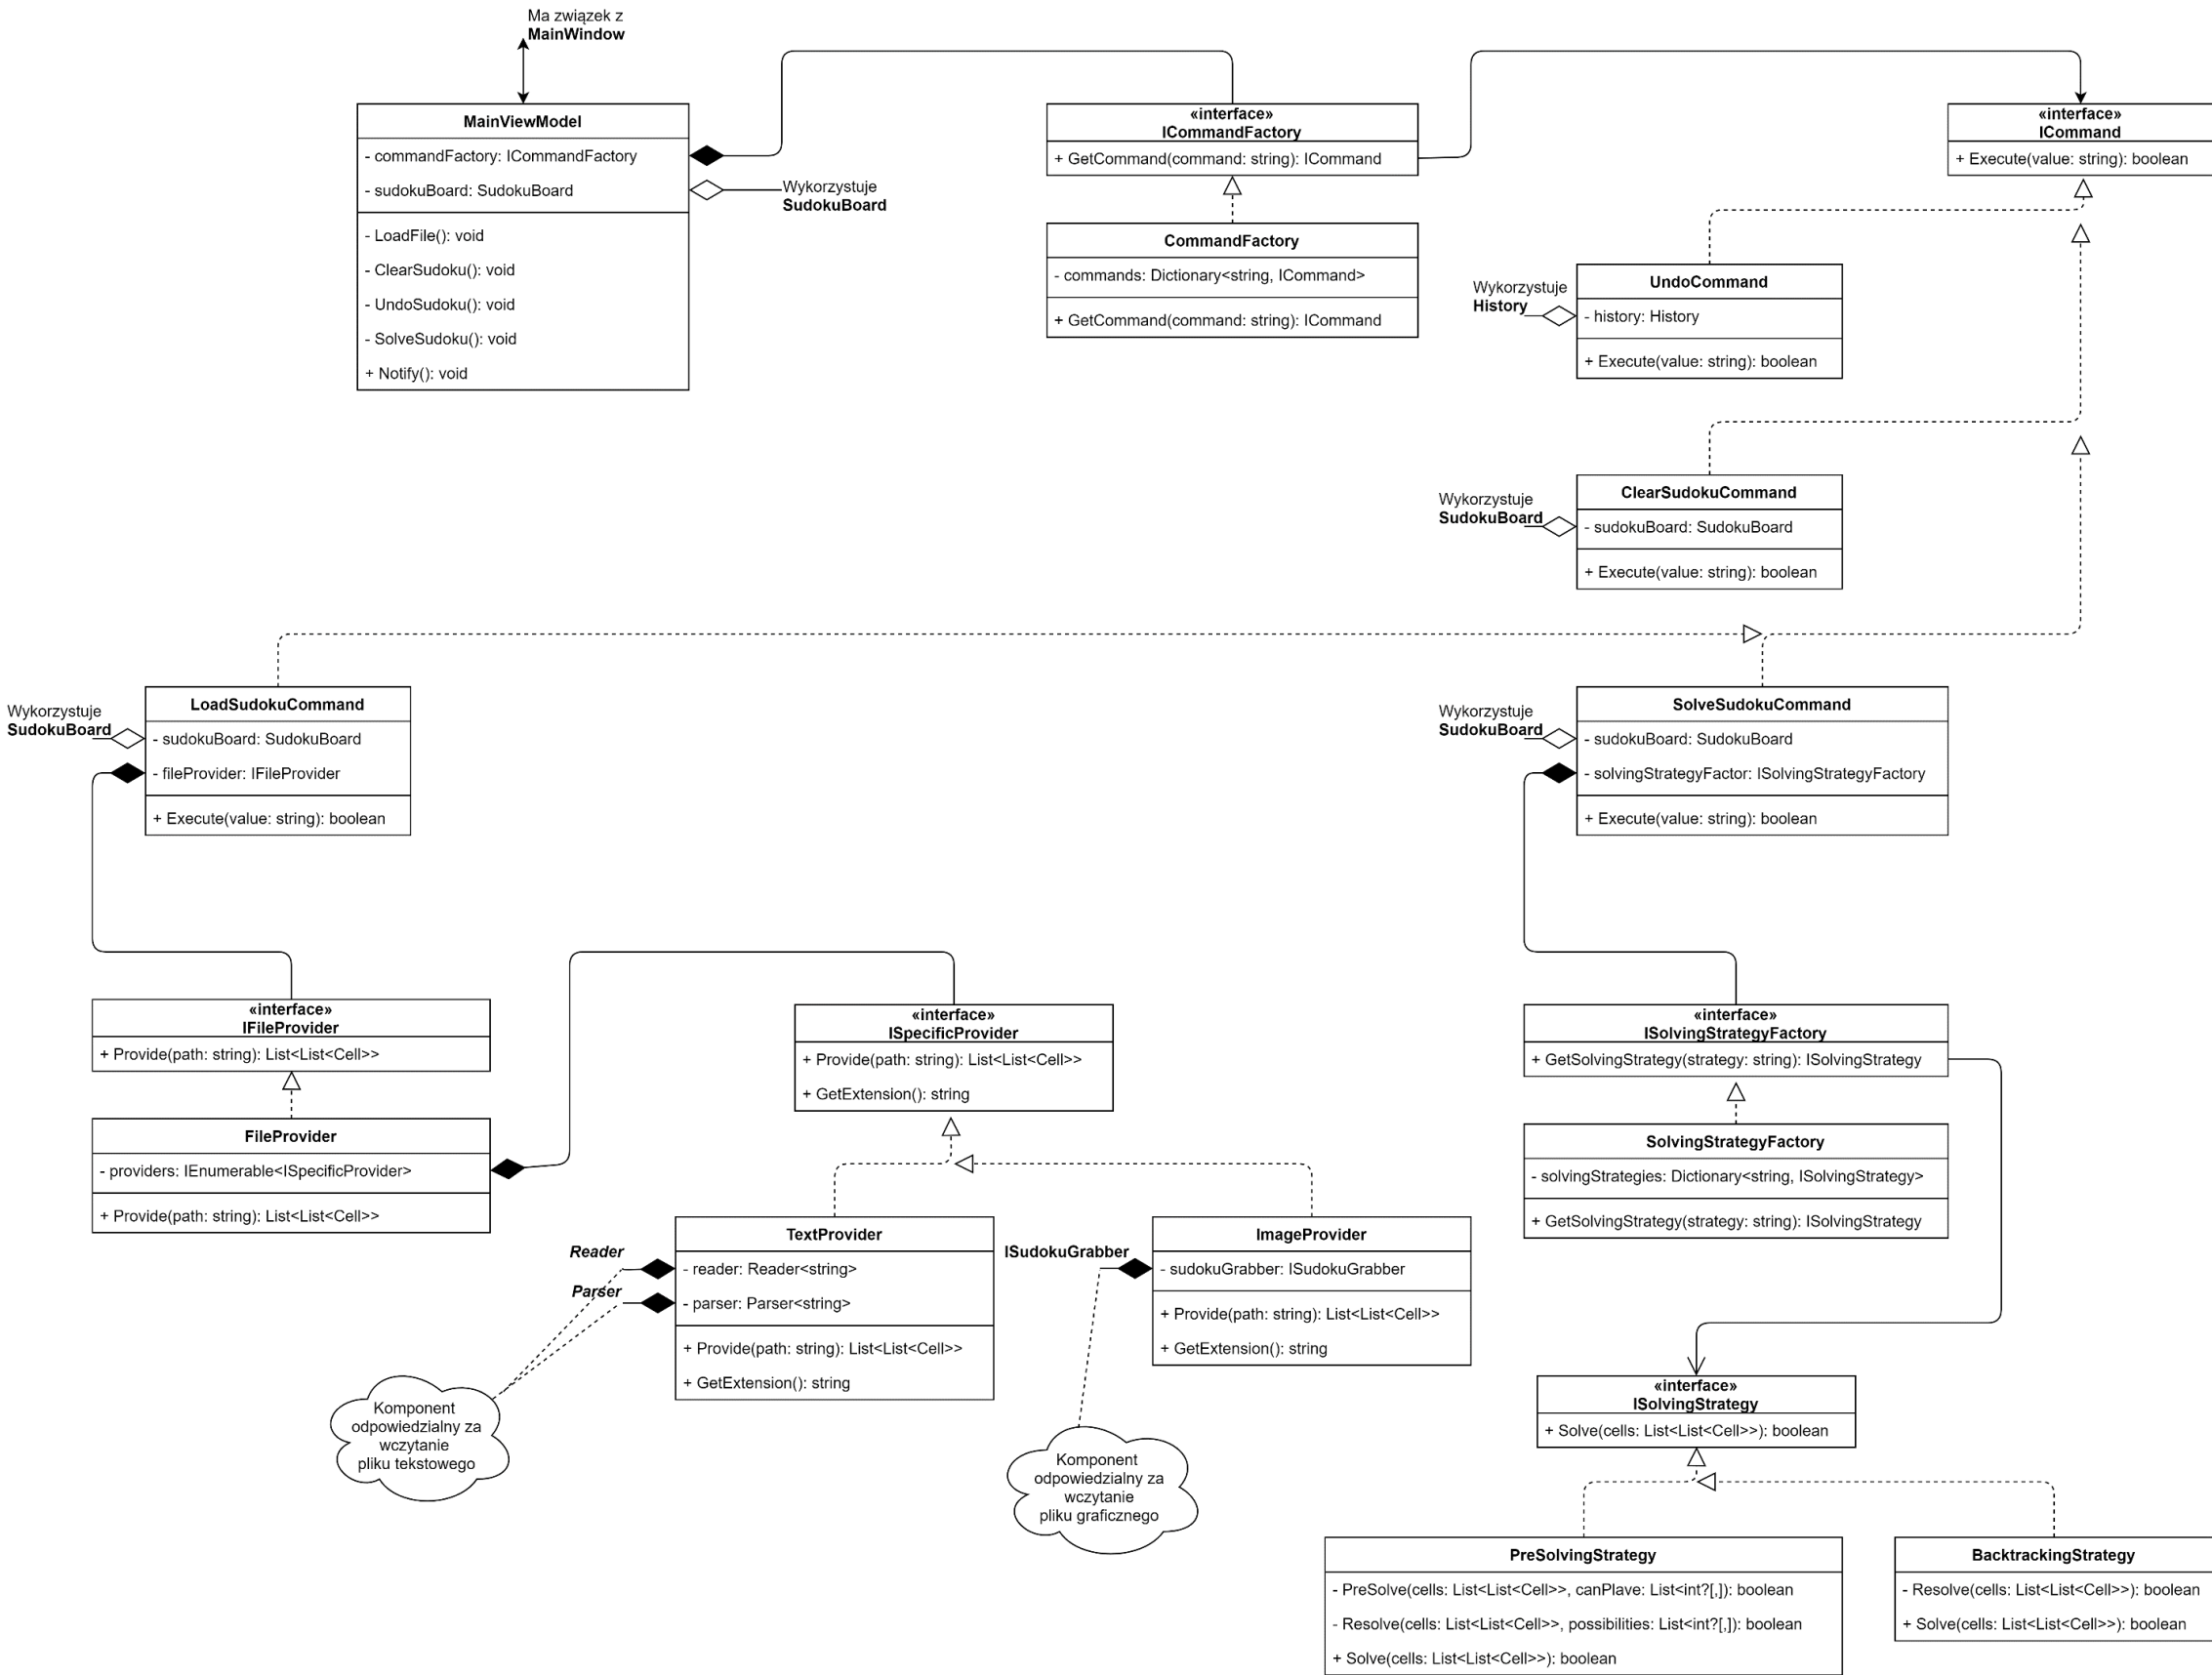 Ma związek z
MainWindow
MainViewModel
- commandFactory: ICommandFactory
- sudokuBoard: SudokuBoard
- LoadFile(): void
- ClearSudoku(): void
- UndoSudoku(): void
- SolveSudoku(): void
+ Notify(): void
Wykorzystuje
SudokuBoard
«interface»
ICommandFactory
+ GetCommand(command: string): ICommand
CommandFactory
- commands: Dictionary<string, ICommand>
+ GetCommand(command: string): ICommand
«interface»
ICommand
+ Execute(value: string): boolean
Wykorzystuje
History
UndoCommand
- history: History
+ Execute(value: string): boolean
Wykorzystuje
SudokuBoard
ClearSudokuCommand
- sudokuBoard: SudokuBoard
+ Execute(value: string): boolean
Wykorzystuje
SudokuBoard
LoadSudokuCommand
- sudokuBoard: SudokuBoard
- fileProvider: IFileProvider
+ Execute(value: string): boolean
Wykorzystuje
SudokuBoard
SolveSudokuCommand
- sudokuBoard: SudokuBoard
- solvingStrategyFactor: ISolvingStrategyFactory
+ Execute(value: string): boolean
«interface»
IFileProvider
+ Provide(path: string): List<List<Cell>>
FileProvider
- providers: IEnumerable<ISpecificProvider>
+ Provide(path: string): List<List<Cell>>
«interface»
ISpecificProvider
+ Provide(path: string): List<List<Cell>>
+ GetExtension(): string
«interface»
ISolvingStrategyFactory
+ GetSolvingStrategy(strategy: string): ISolvingStrategy
SolvingStrategyFactory
- solvingStrategies: Dictionary<string, ISolvingStrategy>
+ GetSolvingStrategy(strategy: string): ISolvingStrategy
Reader
Parser
TextProvider
- reader: Reader<string>
- parser: Parser<string>
+ Provide(path: string): List<List<Cell>>
+ GetExtension(): string
ISudokuGrabber
ImageProvider
- sudokuGrabber: ISudokuGrabber
+ Provide(path: string): List<List<Cell>>
+ GetExtension(): string
Komponent
odpowiedzialny za
wczytanie
pliku tekstowego
Komponent
odpowiedzialny za
wczytanie
pliku graficznego
«interface»
ISolvingStrategy
+ Solve(cells: List<List<Cell>>): boolean
PreSolvingStrategy
- PreSolve(cells: List<List<Cell>>, canPlave: List<int?[,]): boolean
- Resolve(cells: List<List<Cell>>, possibilities: List<int?[,]): boolean
+ Solve(cells: List<List<Cell>>): boolean
BacktrackingStrategy
- Resolve(cells: List<List<Cell>>): boolean
+ Solve(cells: List<List<Cell>>): boolean